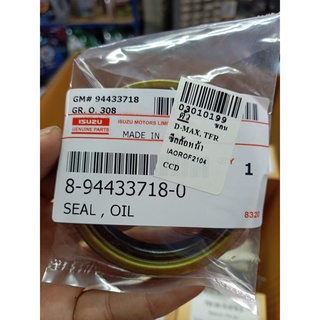 GM# 94433718
GR. O. 308
ISUZU
GENUINE PARTS
ISUZU MOTORS LIMI
MADE IN
03010199
D-MAX, TFR
ซีลล้อหน้า
IAOROF2104
CCD
Y
1
8-94433718-0
SEAL , OIL